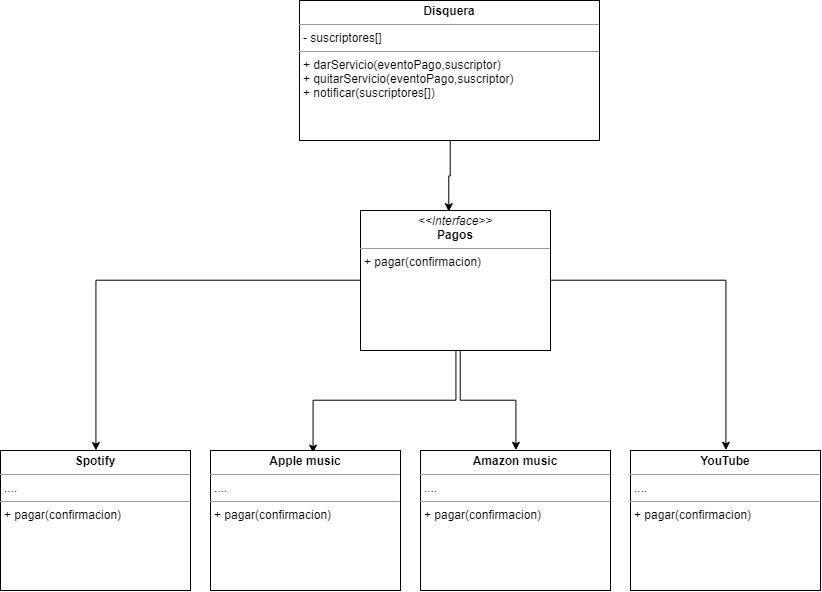 Disquera
- suscriptores[]
+ darServicio(eventoPago,suscriptor)
+ quitarServicio(eventoPago,suscriptor)
+ notificar(suscriptores[])
<<Interface>>
Pagos
+ pagar(confirmacion)
Spotify
....
+ pagar(confirmacion)
Apple music
....
+ pagar(confirmacion)
Amazon music
....
+ pagar(confirmacion)
YouTube
....
+ pagar(confirmacion)